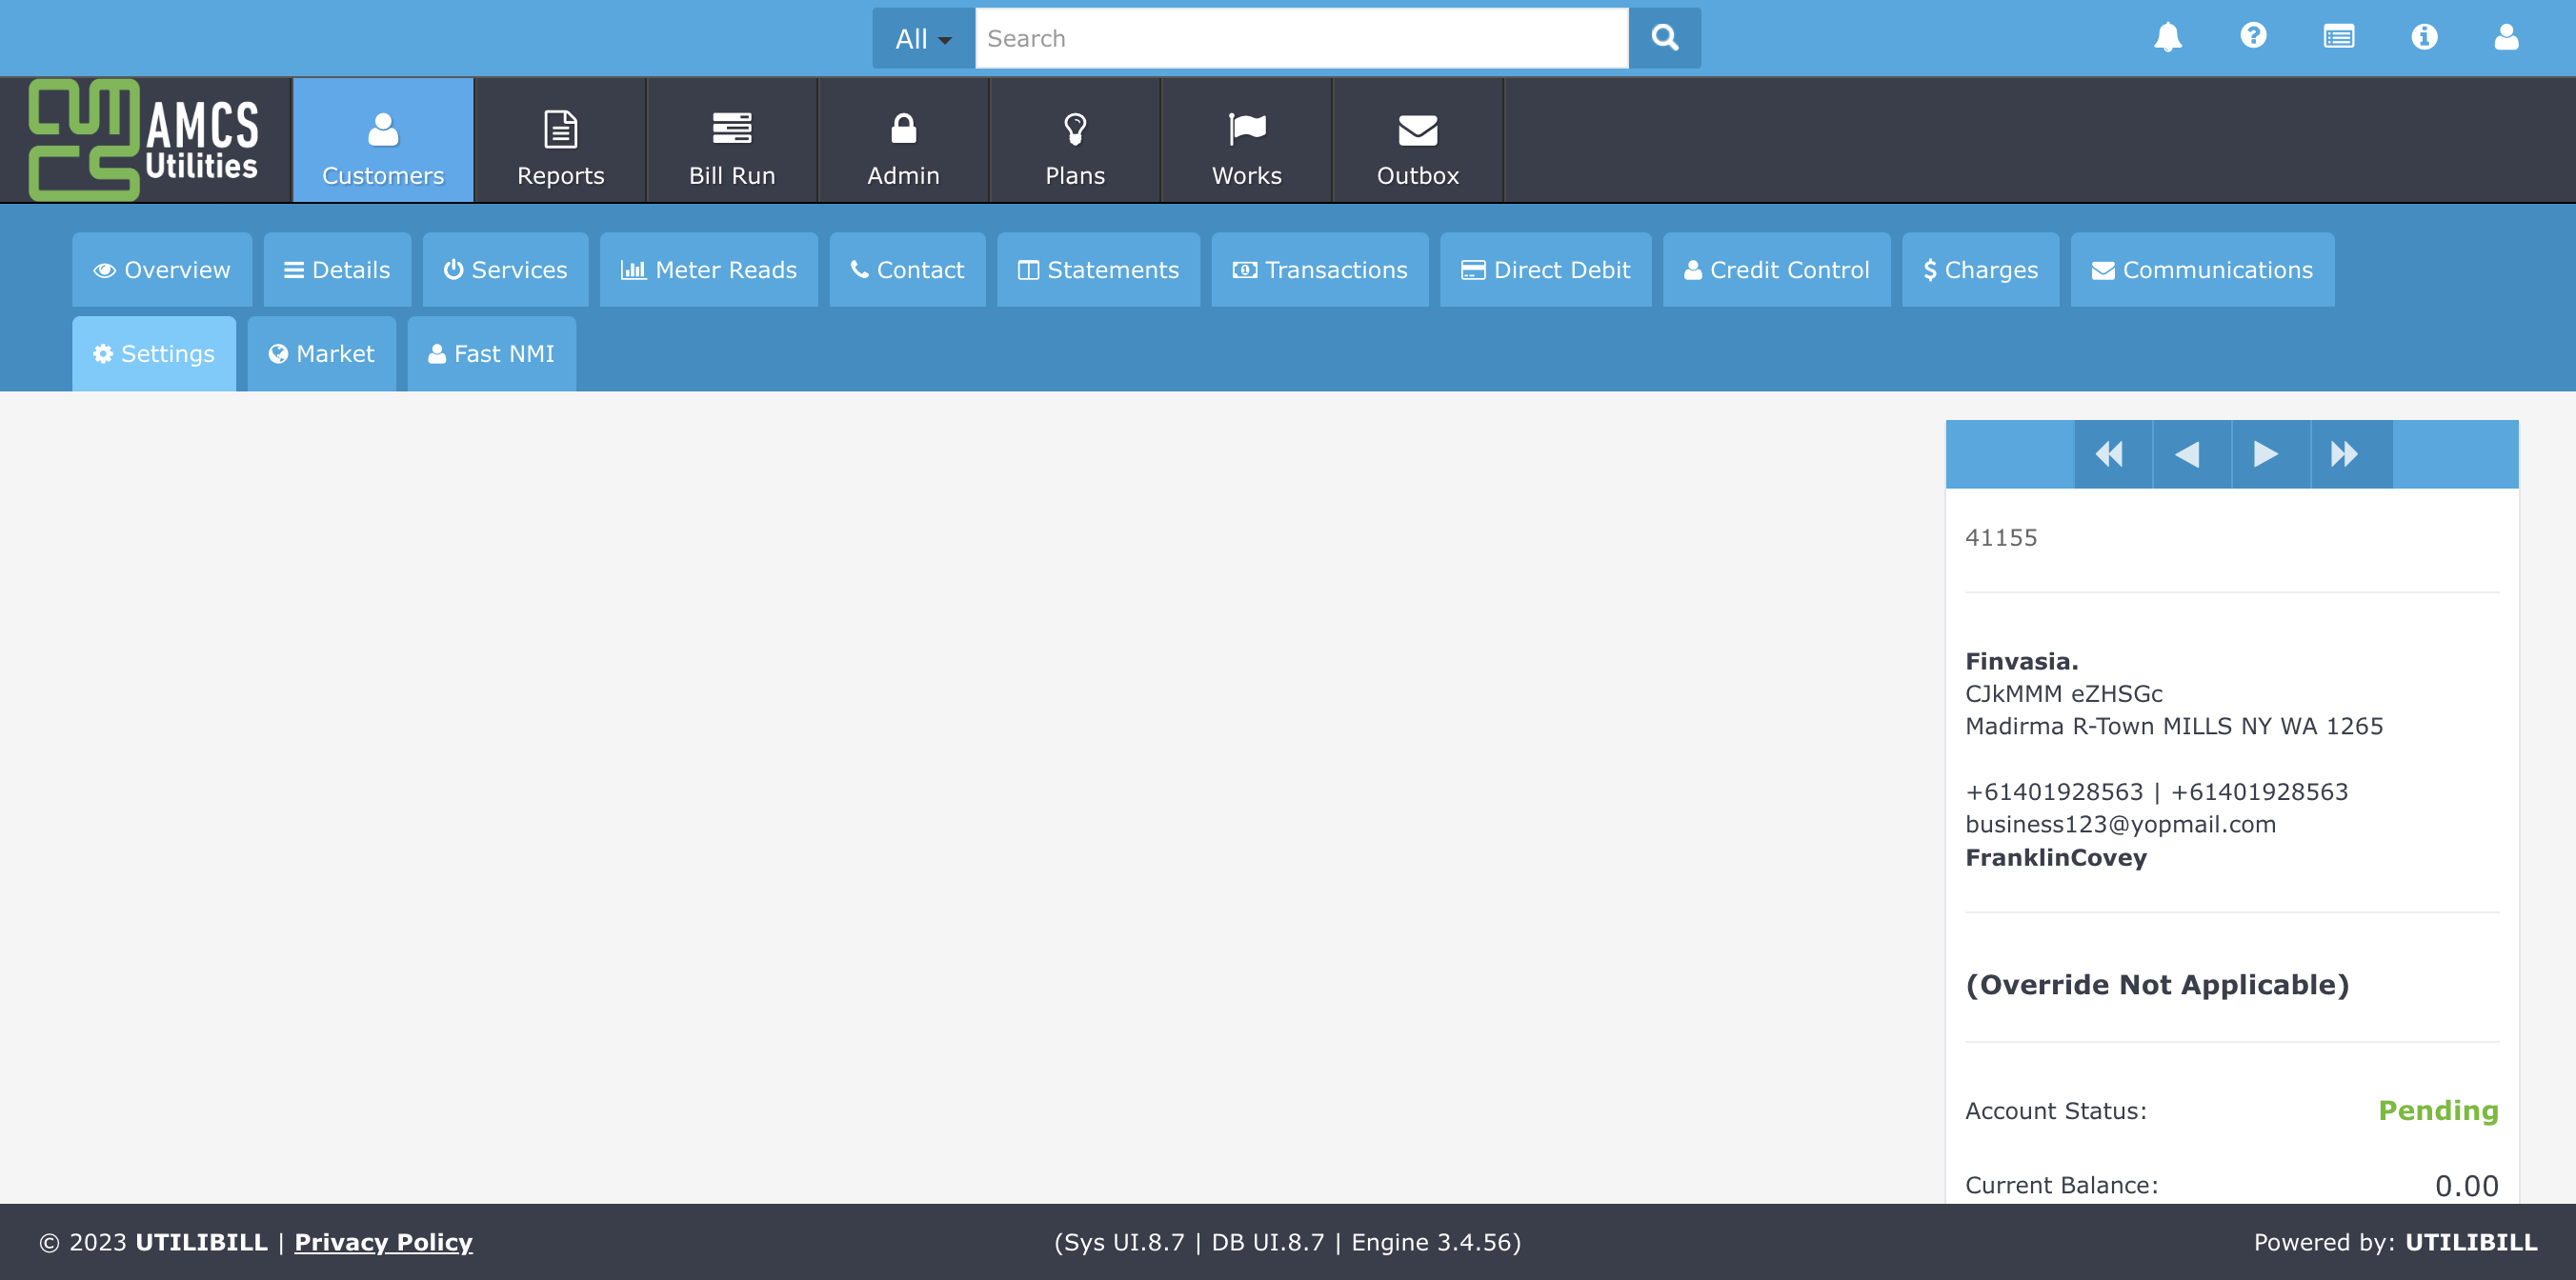 All
Search
AMCS
Utilities
Customers
Reports
Bill Run
Admin
Plans
Works
Outbox
Overview
Details
Services
Meter Reads
Contact
Statements
Transactions
Direct Debit
Credit Control
$ Charges
Communications
Settings
Market
Fast NMI
41155
Finvasia.
CJkMMM eZHSGc
Madirma R-Town MILLS NY WA 1265
+61401928563 | +61401928563
business123@yopmail.com
FranklinCovey
(Override Not Applicable)
Account Status: Pending
Current Balance: 0.00
© 2023 UTILIBILL | Privacy Policy
(Sys UI.8.7 | DB UI.8.7 | Engine 3.4.56)
Powered by: UTILIBILL